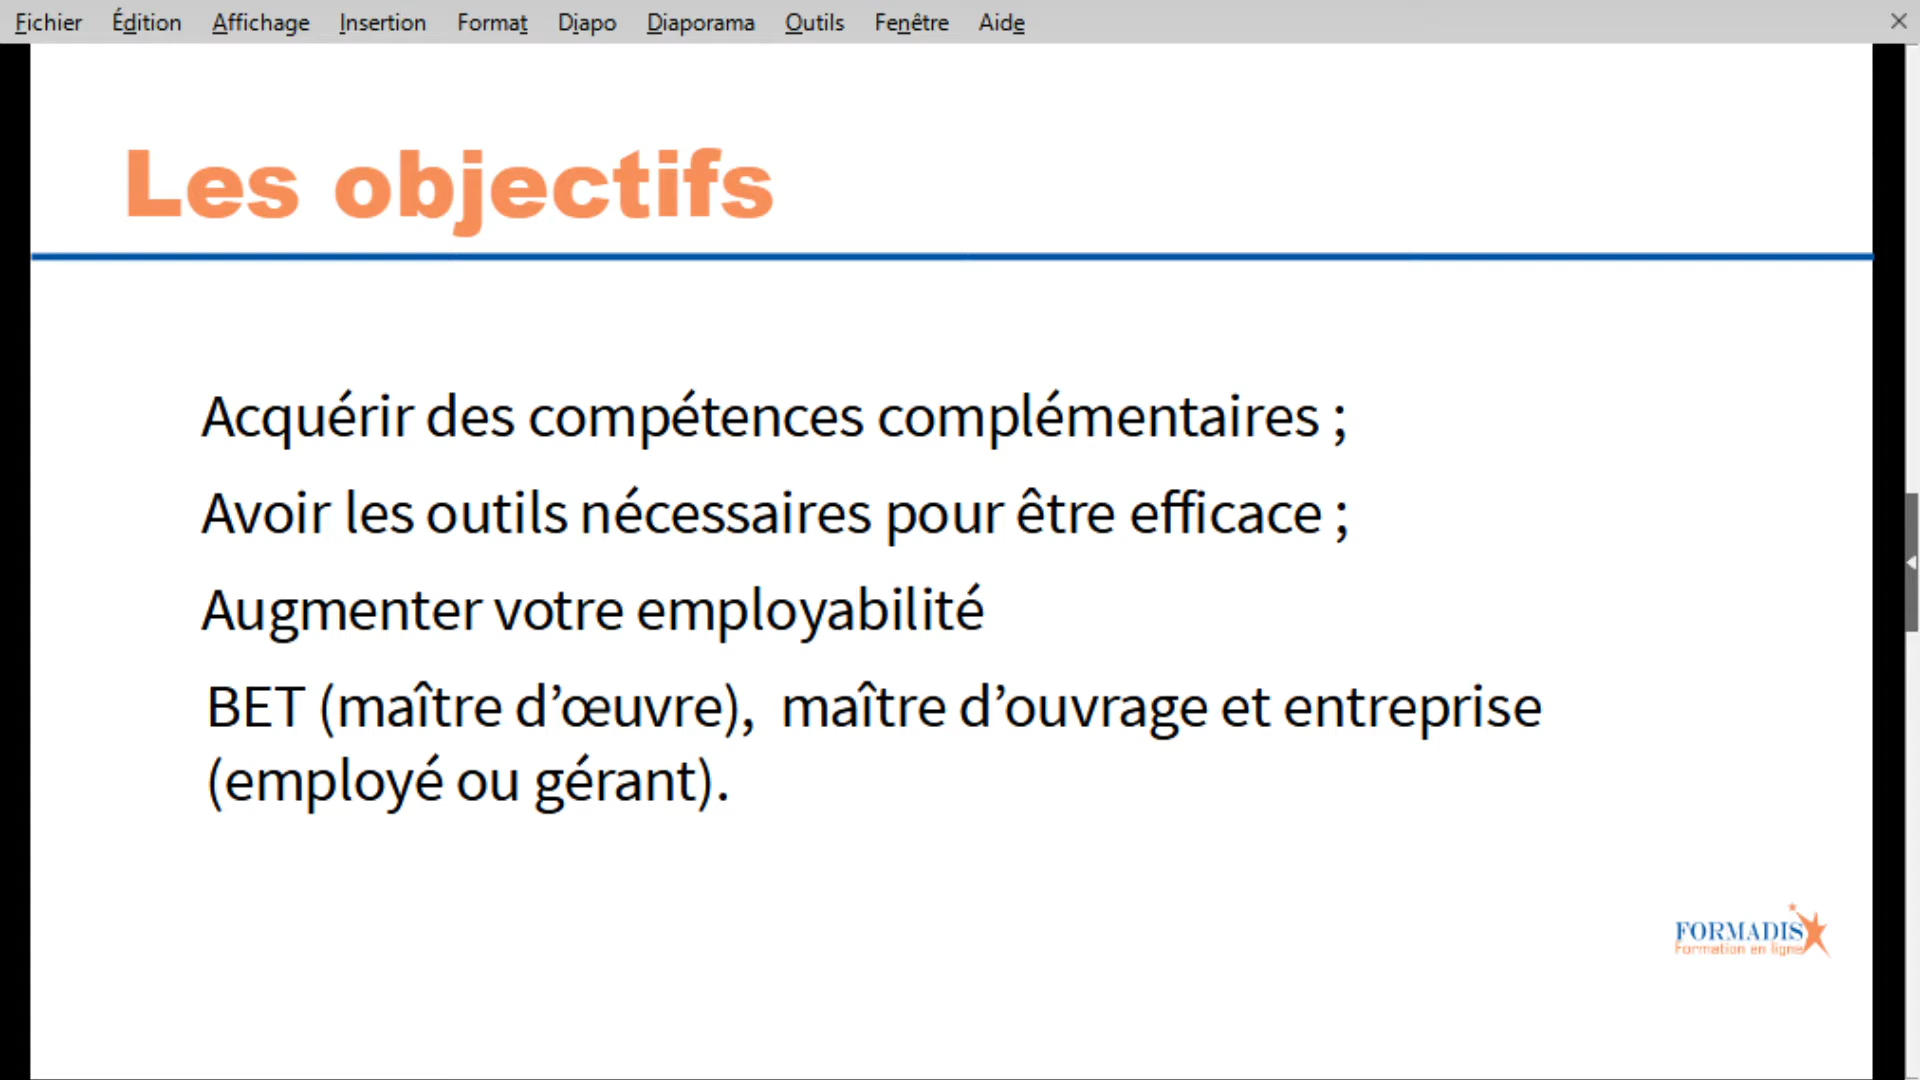 Fichier Édition Affichage Insertion Format Diapo Diaporama Outils Fenêtre Aide
Les objectifs
Acquérir des compétences complémentaires ;
Avoir les outils nécessaires pour être efficace ;
Augmenter votre employabilité
BET (maître d’œuvre),  maître d’ouvrage et entreprise
(employé ou gérant).
FORMADIS
Formation en ligne